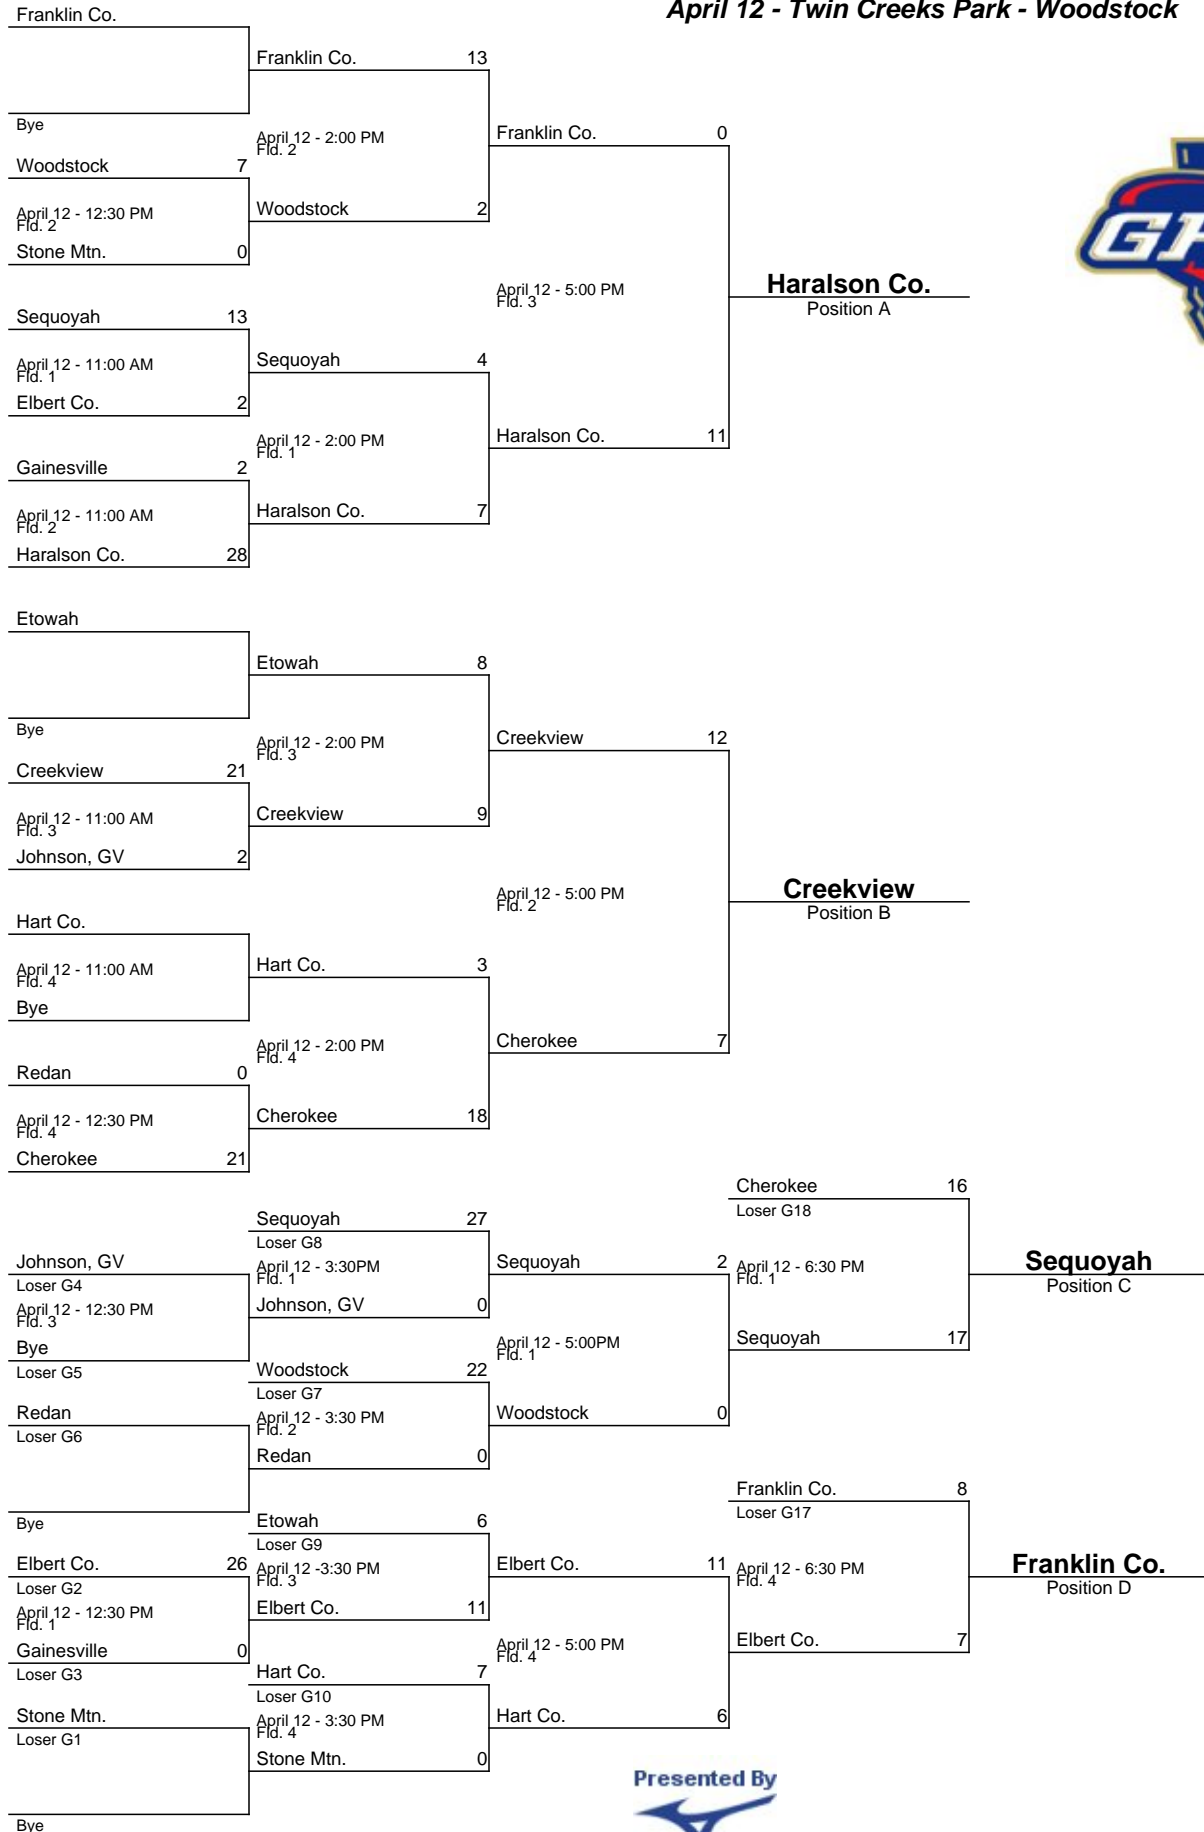 April 12 - Twin Creeks Park - Woodstock
Franklin Co.
Franklin Co. 13
Bye
April 12 - 2:00 PM
Fld. 2
Franklin Co. 0
Woodstock 7
April 12 - 12:30 PM
Fld. 2
Woodstock 2
Stone Mtn. 0
April 12 - 5:00 PM
Fld. 3
Haralson Co.
Position A
Sequoyah 13
April 12 - 11:00 AM
Fld. 1
Sequoyah 4
Elbert Co. 2
April 12 - 2:00 PM
Fld. 1
Haralson Co. 11
Gainesville 2
April 12 - 11:00 AM
Fld. 2
Haralson Co. 7
Haralson Co. 28
Etowah
Etowah 8
Bye
April 12 - 2:00 PM
Fld. 3
Creekview 12
Creekview 21
April 12 - 11:00 AM
Fld. 3
Creekview 9
Johnson, GV 2
April 12 - 5:00 PM
Fld. 2
Creekview
Position B
Hart Co.
April 12 - 11:00 AM
Fld. 4
Hart Co. 3
Bye
April 12 - 2:00 PM
Fld. 4
Cherokee 7
Redan 0
April 12 - 12:30 PM
Fld. 4
Cherokee 18
Cherokee 21
Cherokee 16
Loser G18
Sequoyah 27
Loser G8
Johnson, GV
Loser G4
April 12 - 3:30PM
Fld. 1
Sequoyah 2
April 12 - 6:30 PM
Fld. 1
Sequoyah
Position C
April 12 - 12:30 PM
Fld. 3
Johnson, GV 0
Bye
Loser G5
April 12 - 5:00PM
Fld. 1
Sequoyah 17
Woodstock 22
Loser G7
Redan
Loser G6
April 12 - 3:30 PM
Fld. 2
Woodstock 0
Redan 0
Franklin Co. 8
Loser G17
Bye
Etowah 6
Loser G9
Elbert Co. 26
Loser G2
April 12 -3:30 PM
Fld. 3
Elbert Co. 11
April 12 - 6:30 PM
Fld. 4
Franklin Co.
Position D
April 12 - 12:30 PM
Fld. 1
Elbert Co. 11
Gainesville 0
Loser G3
April 12 - 5:00 PM
Fld. 4
Elbert Co. 7
Hart Co. 7
Loser G10
Stone Mtn.
Loser G1
April 12 - 3:30 PM
Fld. 4
Hart Co. 6
Stone Mtn. 0
Bye
Presented By